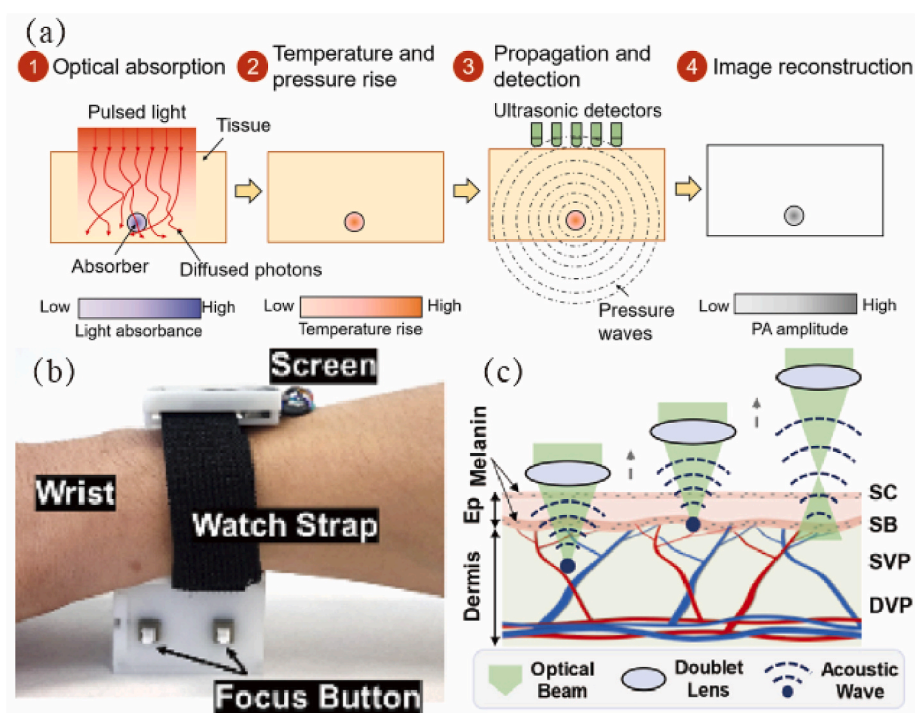 (a)
1 Optical absorption
2 Temperature and
pressure rise
3 Propagation and
detection
4 Image reconstruction
Pulsed light
Tissue
Absorber
Diffused photons
Low
High
Light absorbance
Low
High
Temperature rise
Ultrasonic detectors
Pressure
waves
Low
High
PA amplitude
(b)
Screen
Wrist
Watch Strap
Focus Button
(c)
Melanin
Ep
Dermis
SC
SB
SVP
DVP
Optical
Beam
Doublet
Lens
Acoustic
Wave